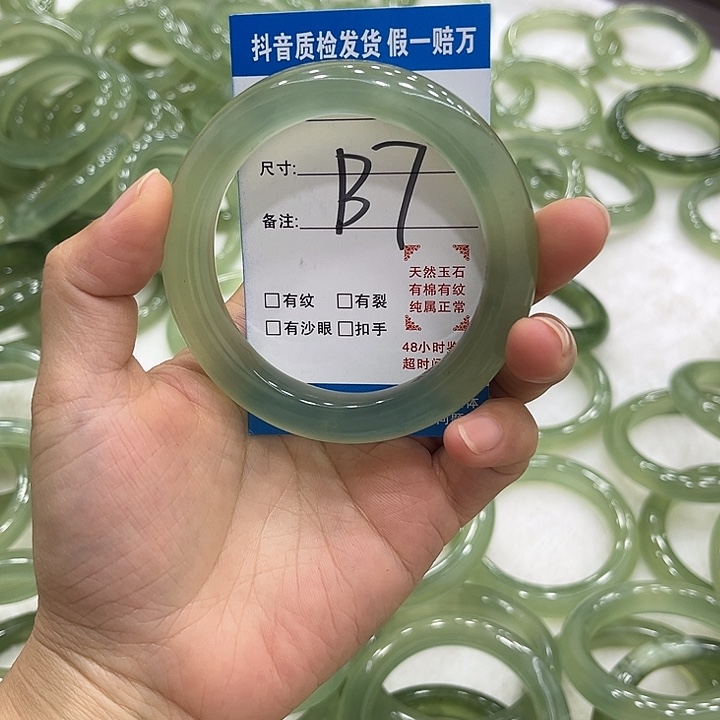 抖音质检发货 假一赔万
尺寸:
B7
备注:
天然玉石
有棉有纹
纯属正常
□有纹 □有裂
□有沙眼 □扣手
48小时
超时